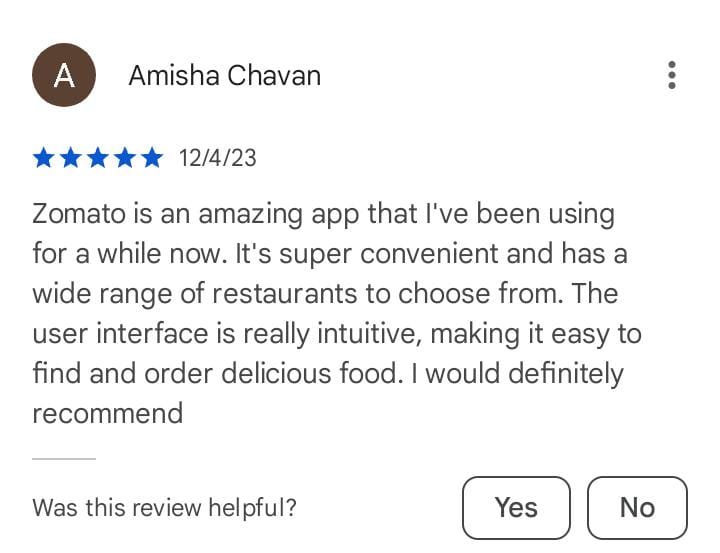 A
Amisha Chavan
12/4/23
Zomato is an amazing app that I've been using
for a while now. It's super convenient and has a
wide range of restaurants to choose from. The
user interface is really intuitive, making it easy to
find and order delicious food. I would definitely
recommend
Was this review helpful?
Yes
No